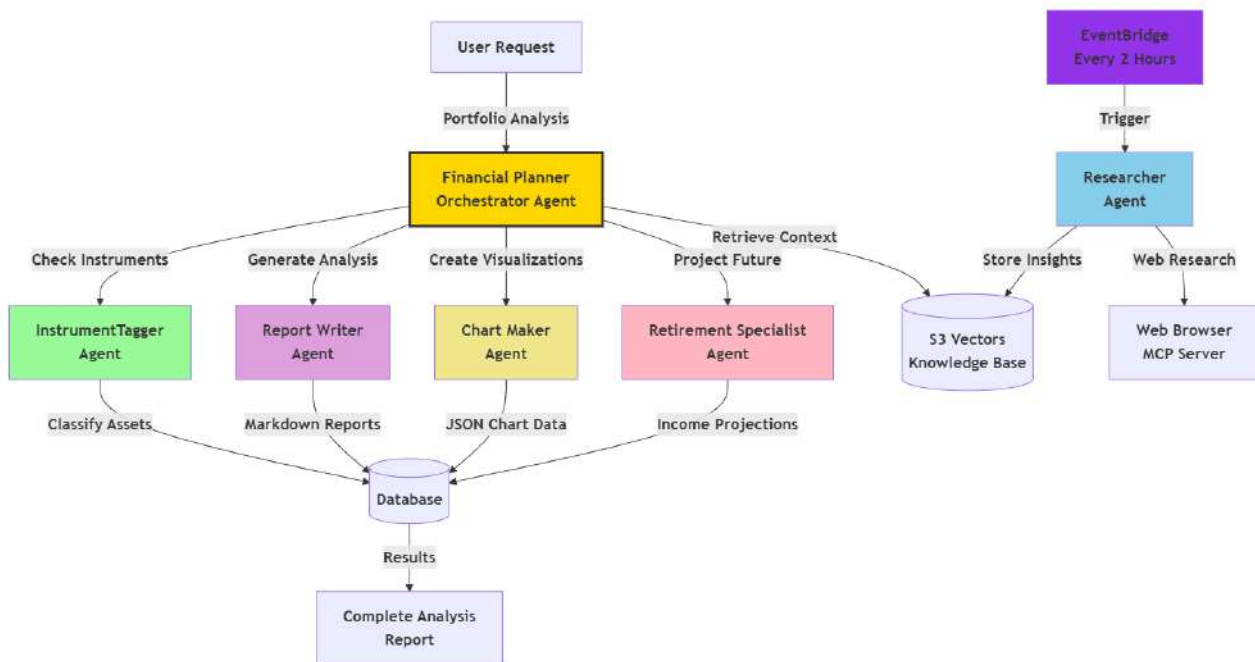 User Request
EventBridge
Every 2 Hours
Portfolio Analysis
Trigger
Financial Planner
Orchestrator Agent
Researcher
Agent
Check Instruments
Generate Analysis
Create Visualizations
Project Future
Retrieve Context
Store Insights
Web Research
InstrumentTagger
Agent
Report Writer
Agent
Chart Maker
Agent
Retirement Specialist
Agent
S3 Vectors
Knowledge Base
Web Browser
MCP Server
Classify Assets
Markdown Reports
JSON Chart Data
Income Projections
Database
Results
Complete Analysis
Report